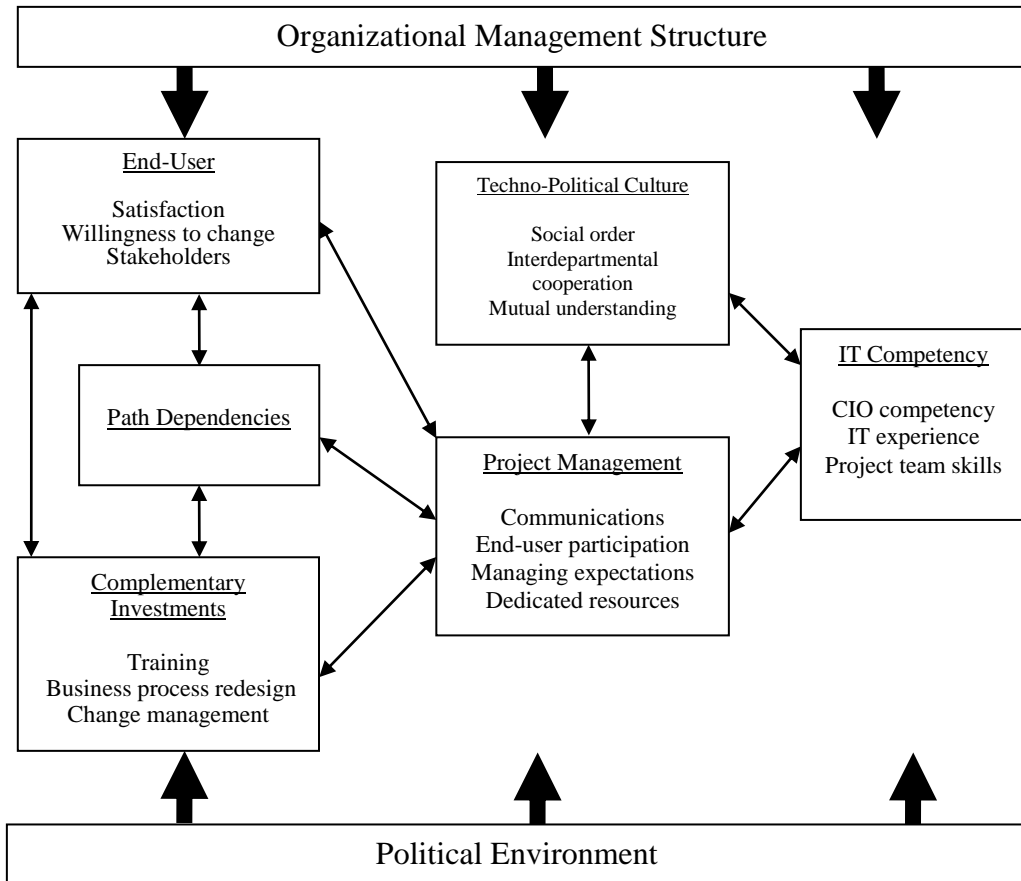 Organizational Management Structure
End-User
Satisfaction
Willingness to change
Stakeholders
Techno-Political Culture
Social order
Interdepartmental
cooperation
Mutual understanding
IT Competency
CIO competency
IT experience
Project team skills
Path Dependencies
Project Management
Communications
End-user participation
Managing expectations
Dedicated resources
Complementary
Investments
Training
Business process redesign
Change management
Political Environment